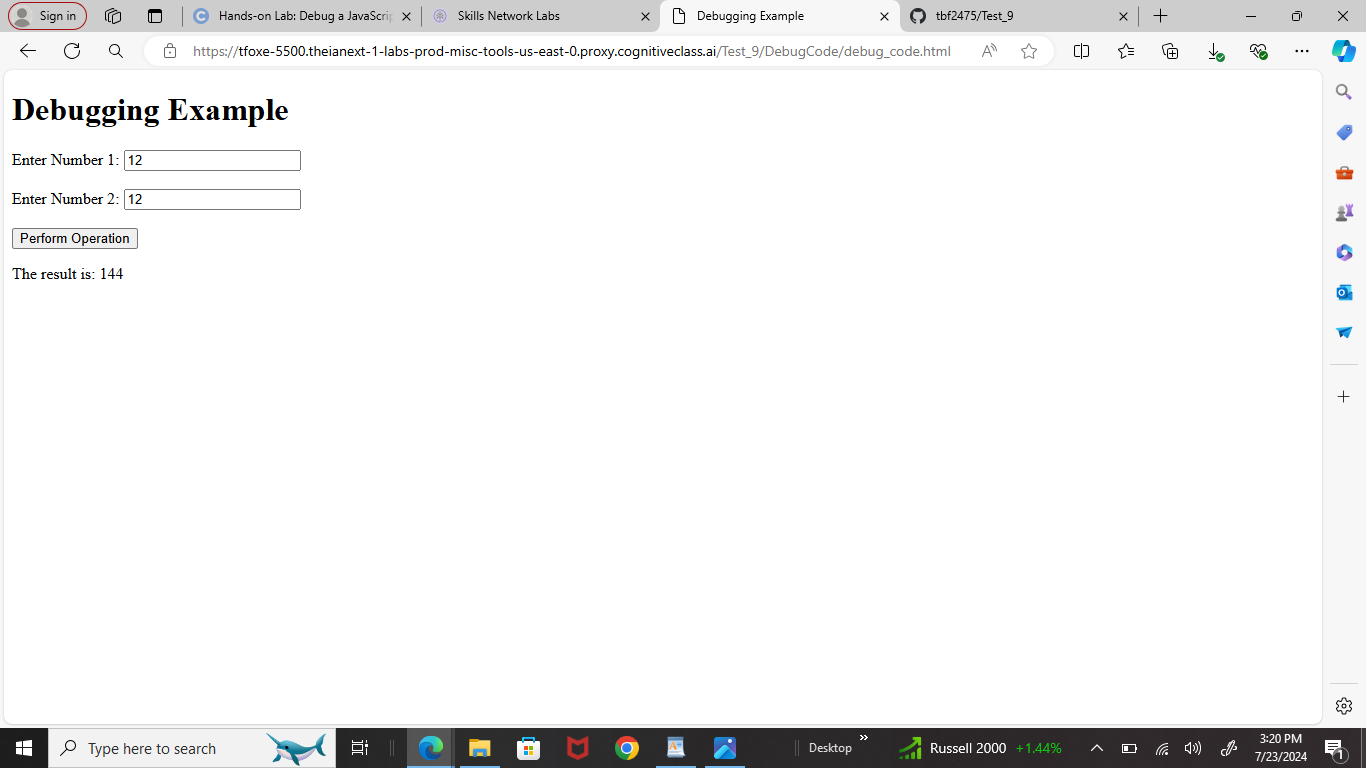 Sign in
Hands-on Lab: Debug a JavaScri
Skills Network Labs
Debugging Example
tbf2475/Test_9
https://tfoxe-5500.theianext-1-labs-prod-misc-tools-us-east-0.proxy.cognitiveclass.ai/Test_9/DebugCode/debug_code.html
Debugging Example
Enter Number 1: 12
Enter Number 2: 12
Perform Operation
The result is: 144
Type here to search
Desktop
Russell 2000 +1.44%
3:20 PM
7/23/2024
1